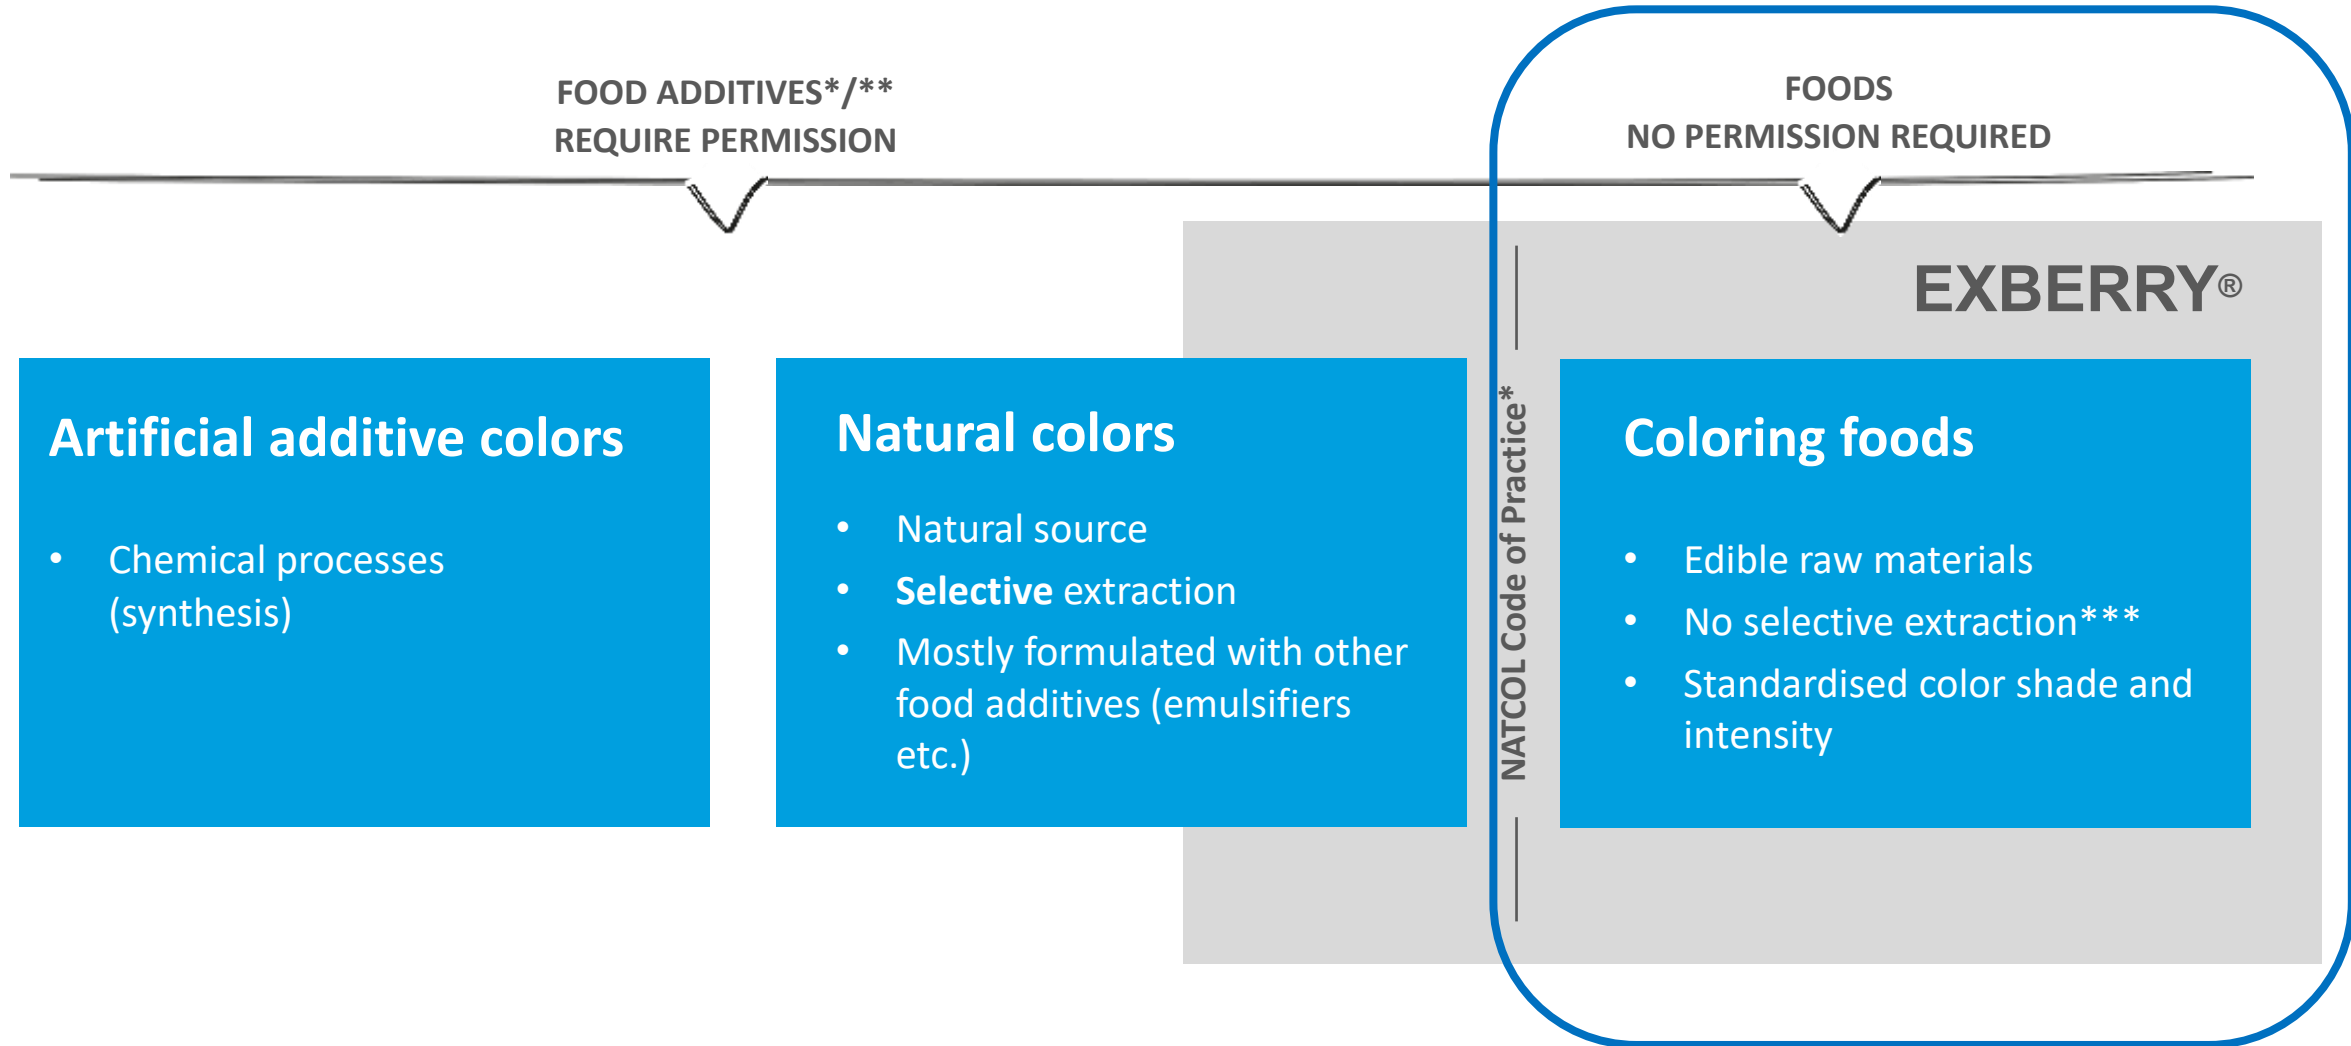 FOOD ADDITIVES*/**
REQUIRE PERMISSION
FOODS
NO PERMISSION REQUIRED
EXBERRY®
Artificial additive colors
• Chemical processes
(synthesis)
Natural colors
• Natural source
• Selective extraction
• Mostly formulated with other
food additives (emulsifiers
etc.)
NATCOL Code of Practice*
Coloring foods
• Edible raw materials
• No selective extraction***
• Standardised color shade and
intensity